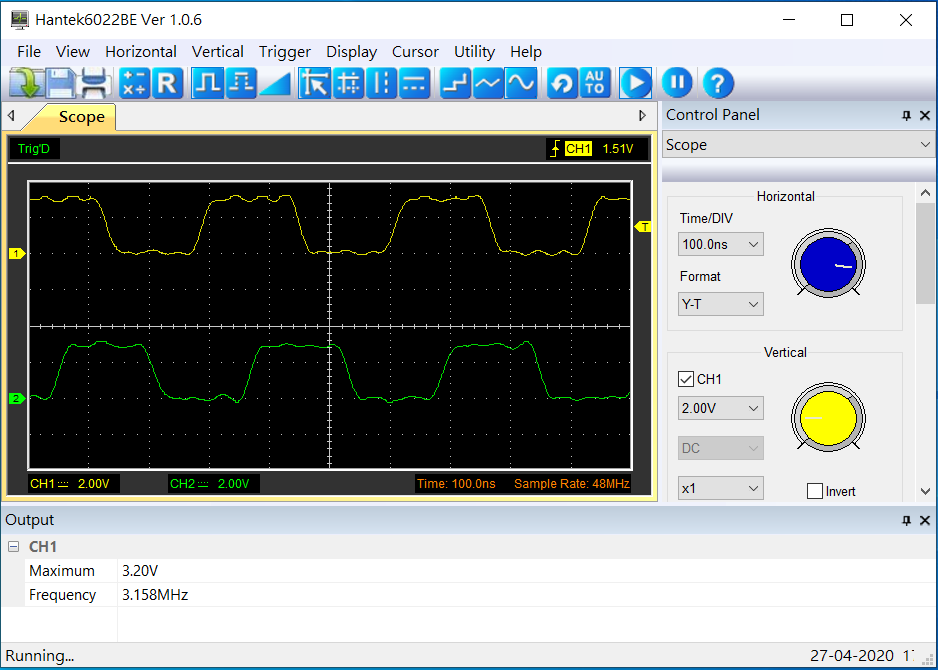 Hantek6022BE Ver 1.0.6
File View Horizontal Vertical Trigger Display Cursor Utility Help
R AU TO ?
Scope
Control Panel
Trig'D CH1 1.51V
Scope
Horizontal
Time/DIV
100.0ns
Format
Y-T
T
1
2
Vertical
CH1
2.00V
DC
x1
Invert
CH1 2.00V CH2 2.00V Time: 100.0ns Sample Rate: 48MHz
Output
CH1
Maximum 3.20V
Frequency 3.158MHz
Running... 27-04-2020